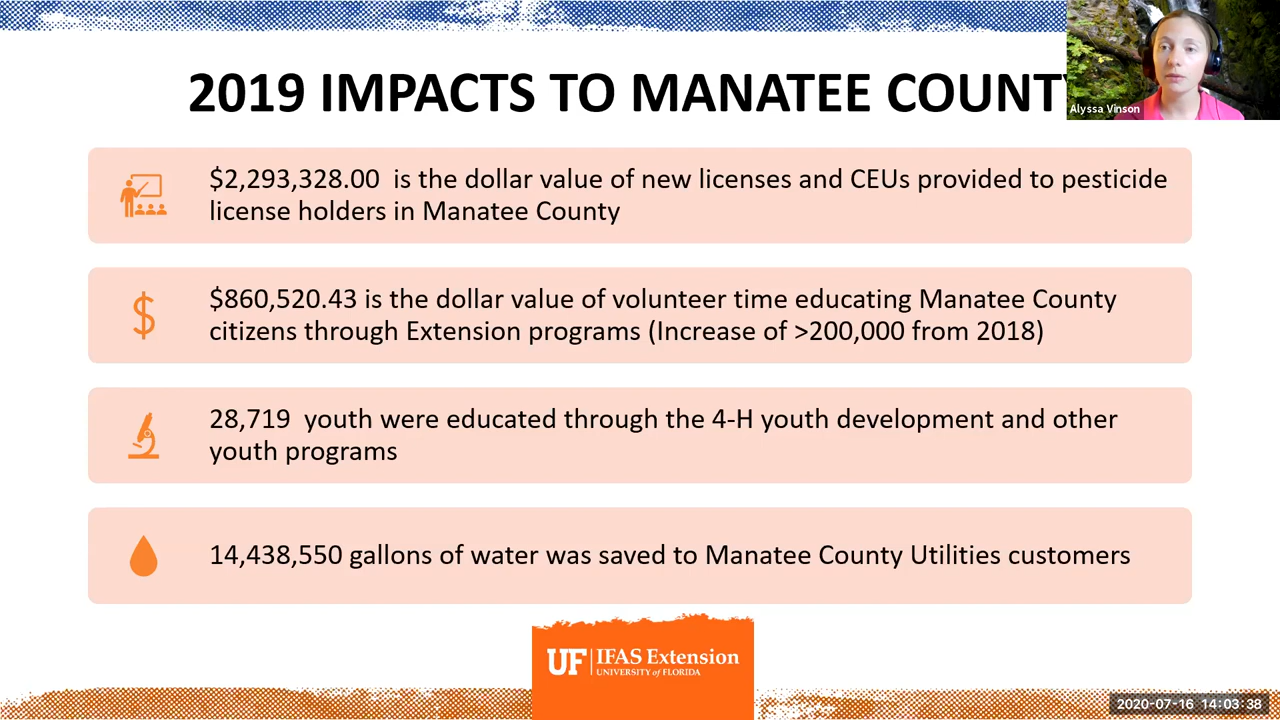 2019 IMPACTS TO MANATEE COUNTY
Alyssa Vinson
$2,293,328.00 is the dollar value of new licenses and CEUs provided to pesticide
license holders in Manatee County
$
$860,520.43 is the dollar value of volunteer time educating Manatee County
citizens through Extension programs (Increase of >200,000 from 2018)
28,719 youth were educated through the 4-H youth development and other
youth programs
14,438,550 gallons of water was saved to Manatee County Utilities customers
UF IFAS Extension
UNIVERSITY of FLORIDA
2020-07-16 14:03:38